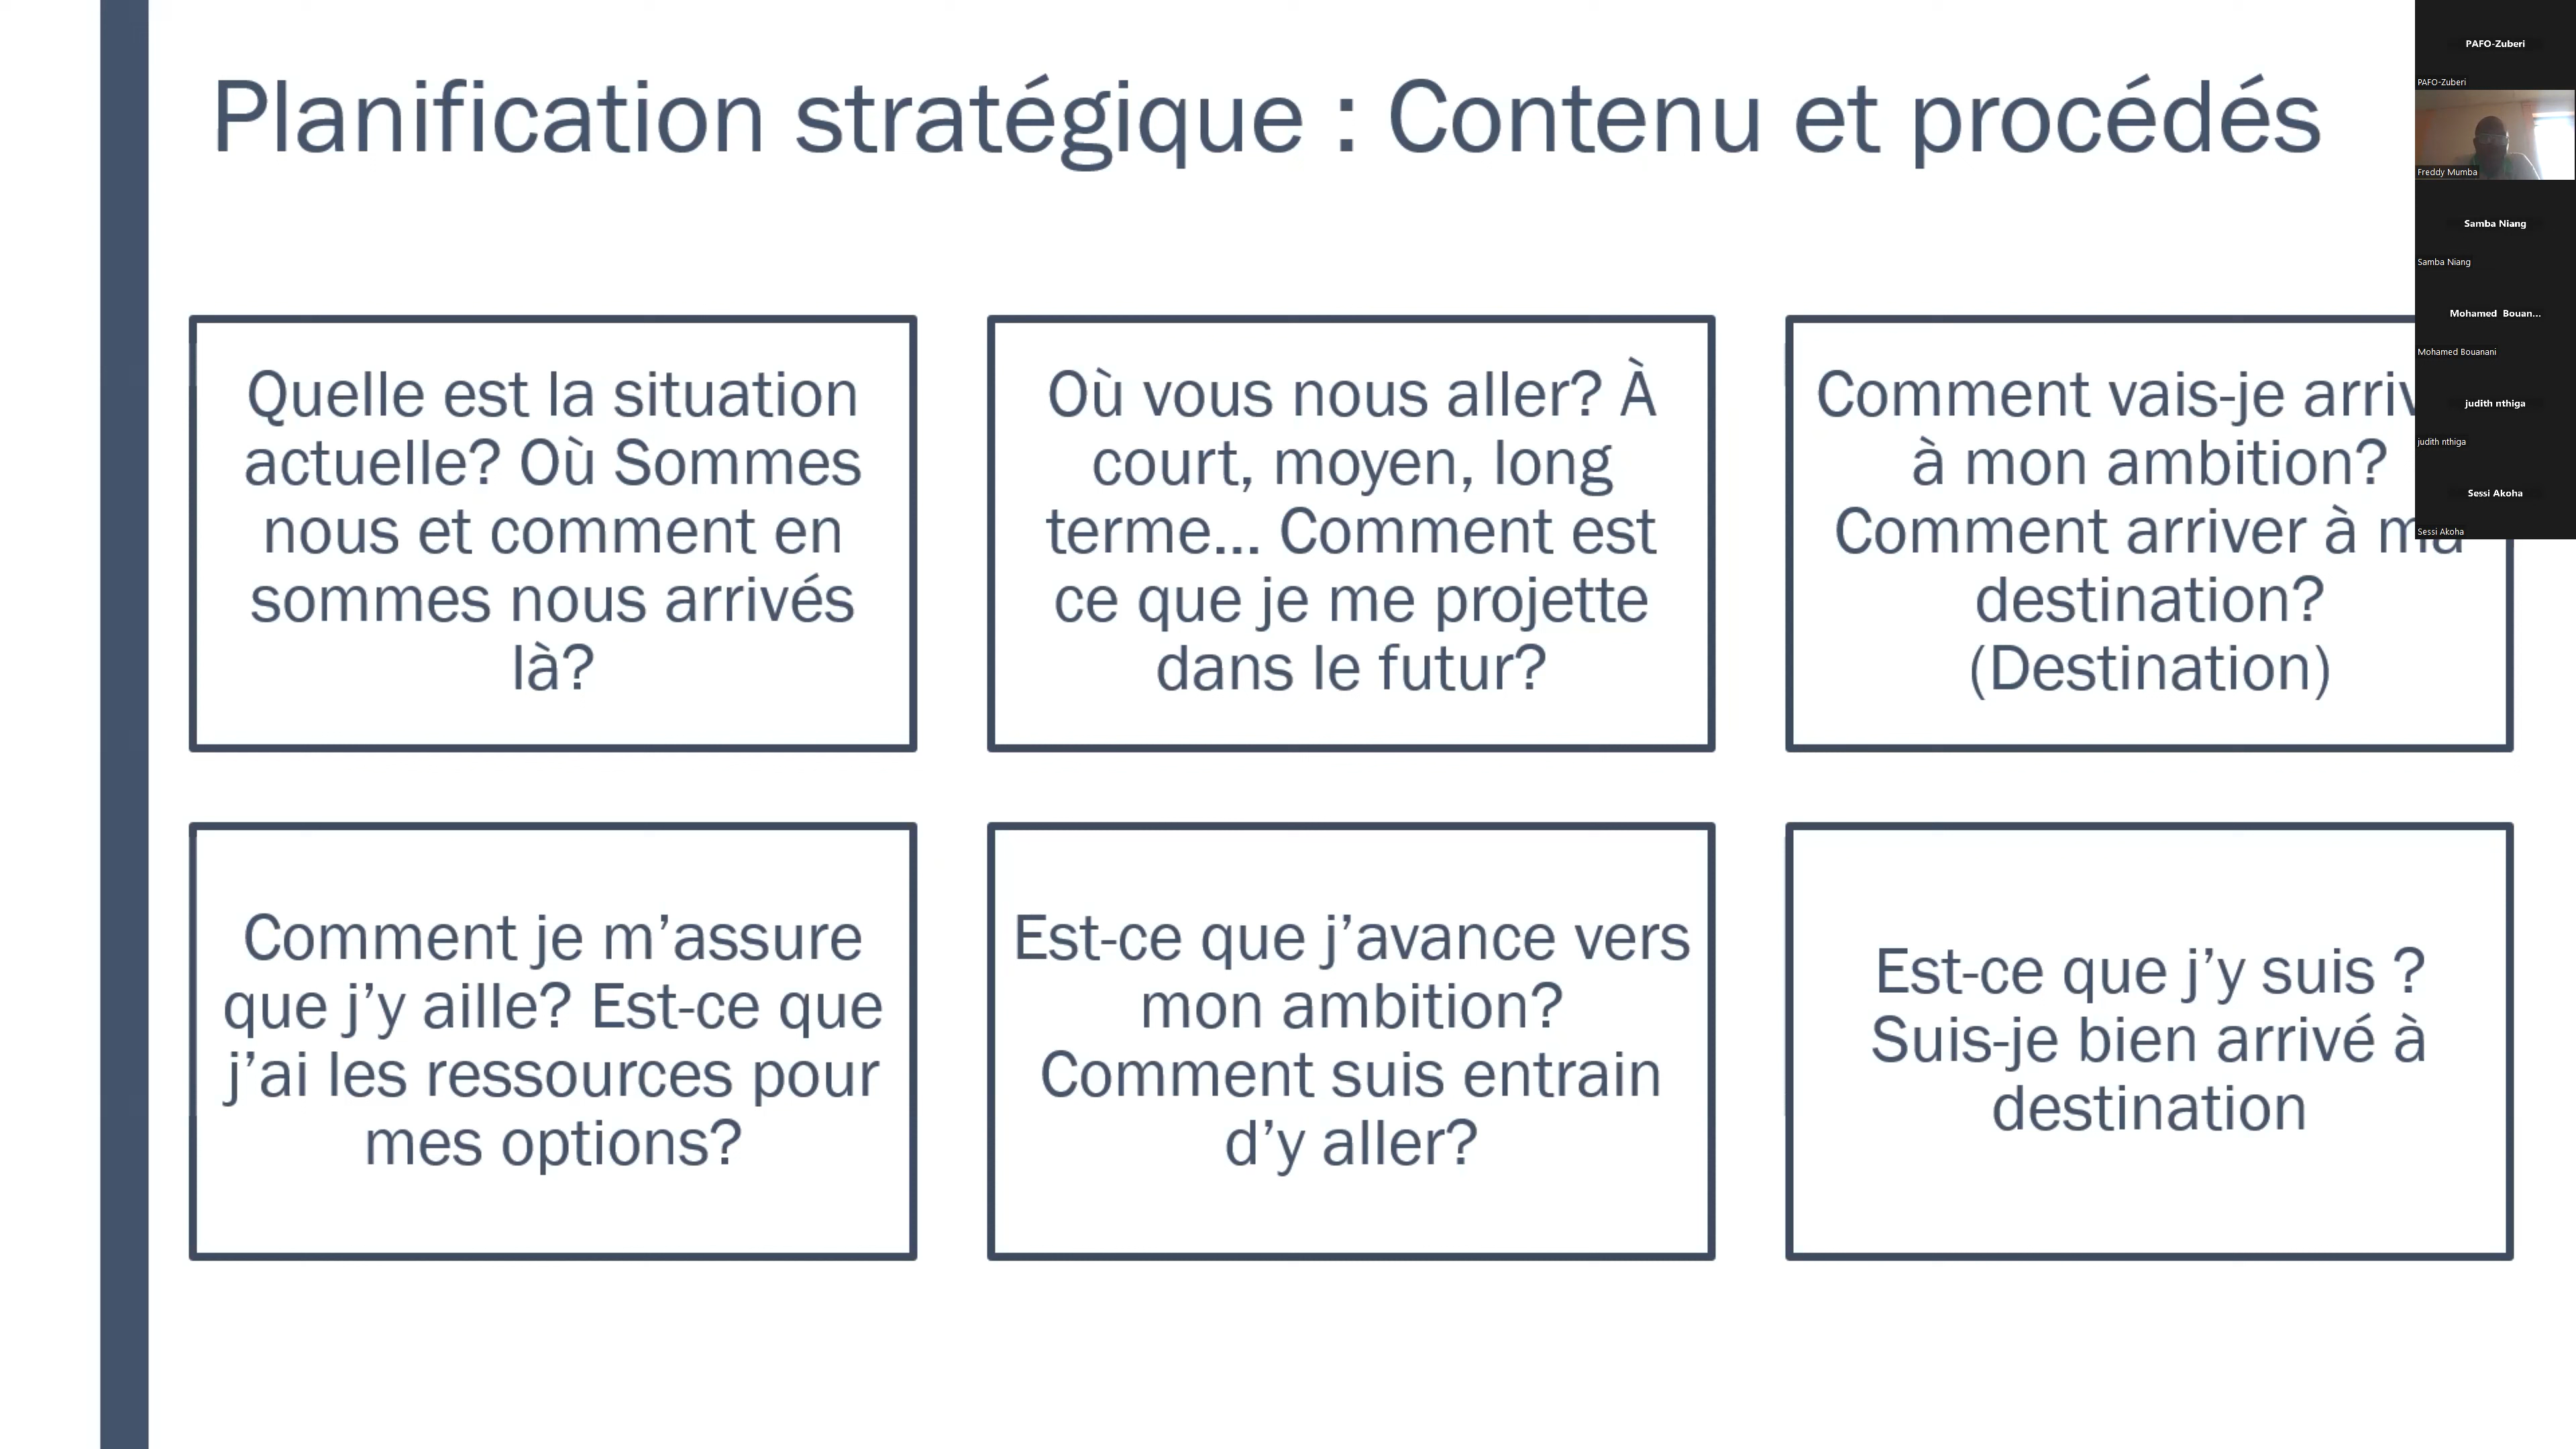 Planification stratégique : Contenu et procédés
Quelle est la situation
actuelle? Où Sommes
nous et comment en
sommes nous arrivés
là?
Où vous nous aller? À
court, moyen, long
terme... Comment est
ce que je me projette
dans le futur?
Comment vais-je
à mon ambition?
Comment arriver à
destination?
(Destination)
Comment je m’assure
que j’y aille? Est-ce que
j’ai les ressources pour
mes options?
Est-ce que j’avance vers
mon ambition?
Comment suis entrain
d’y aller?
Est-ce que j’y suis ?
Suis-je bien arrivé à
destination
PAFO-Zuberi
PAFO-Zuberi
Freddy Mumba
Samba Niang
Samba Niang
Mohamed Bouan...
Mohamed Bouanani
judith nthiga
judith nthiga
Sessi Akoha
Sessi Akoha